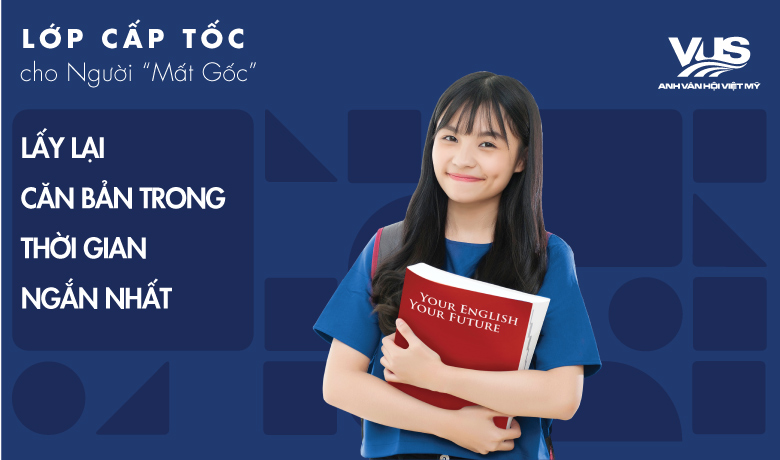 LỚP CẤP TỐC
cho Người “Mất Gốc”
VUS
ANH VĂN HỘI VIỆT MỸ
LẤY LẠI
CĂN BẢN TRONG
THỜI GIAN
NGẮN NHẤT
YOUR ENGLISH
YOUR FUTURE